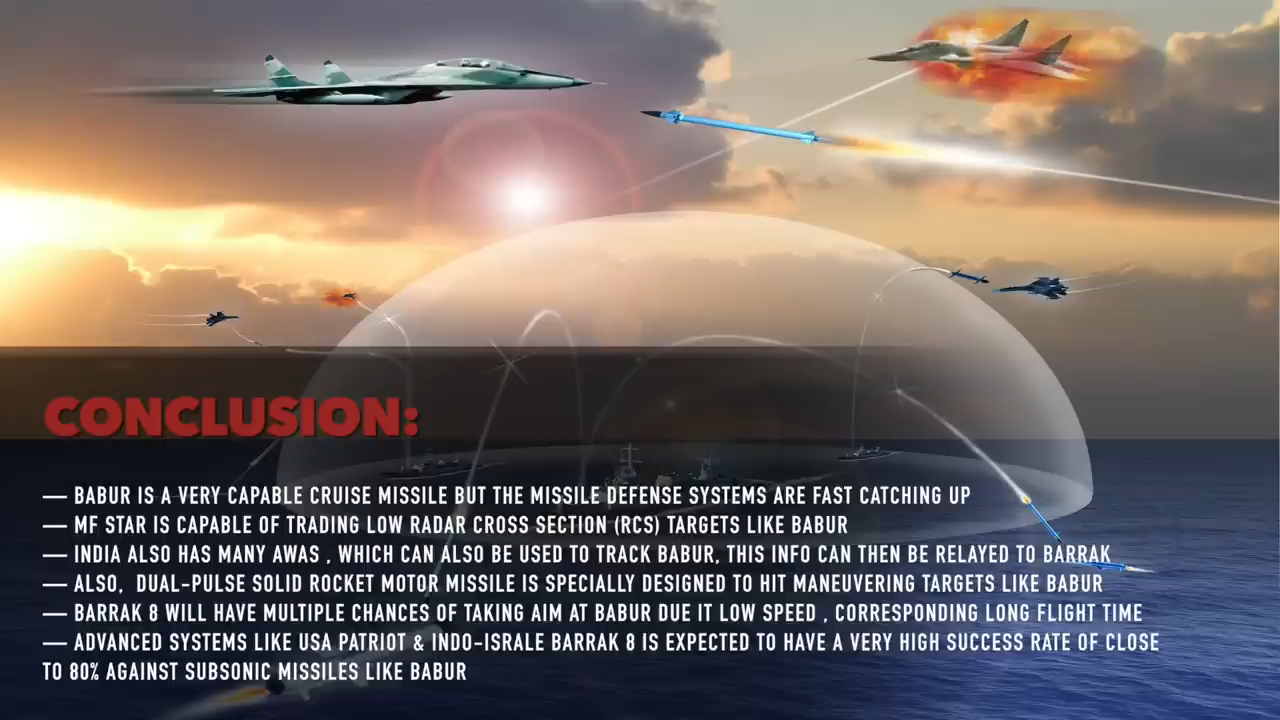 CONCLUSION:
— BABUR IS A VERY CAPABLE CRUISE MISSILE BUT THE MISSILE DEFENSE SYSTEMS ARE FAST CATCHING UP
— MF STAR IS CAPABLE OF TRADING LOW RADAR CROSS SECTION (RCS) TARGETS LIKE BABUR
— INDIA ALSO HAS MANY AWAS , WHICH CAN ALSO BE USED TO TRACK BABUR, THIS INFO CAN THEN BE RELAYED TO BARRAK
— ALSO,  DUAL-PULSE SOLID ROCKET MOTOR MISSILE IS SPECIALLY DESIGNED TO HIT MANEUVERING TARGETS LIKE BABUR
— BARRAK 8 WILL HAVE MULTIPLE CHANCES OF TAKING AIM AT BABUR DUE IT LOW SPEED , CORRESPONDING LONG FLIGHT TIME
— ADVANCED SYSTEMS LIKE USA PATRIOT & INDO-ISRALE BARRAK 8 IS EXPECTED TO HAVE A VERY HIGH SUCCESS RATE OF CLOSE
TO 80% AGAINST SUBSONIC MISSILES LIKE BABUR